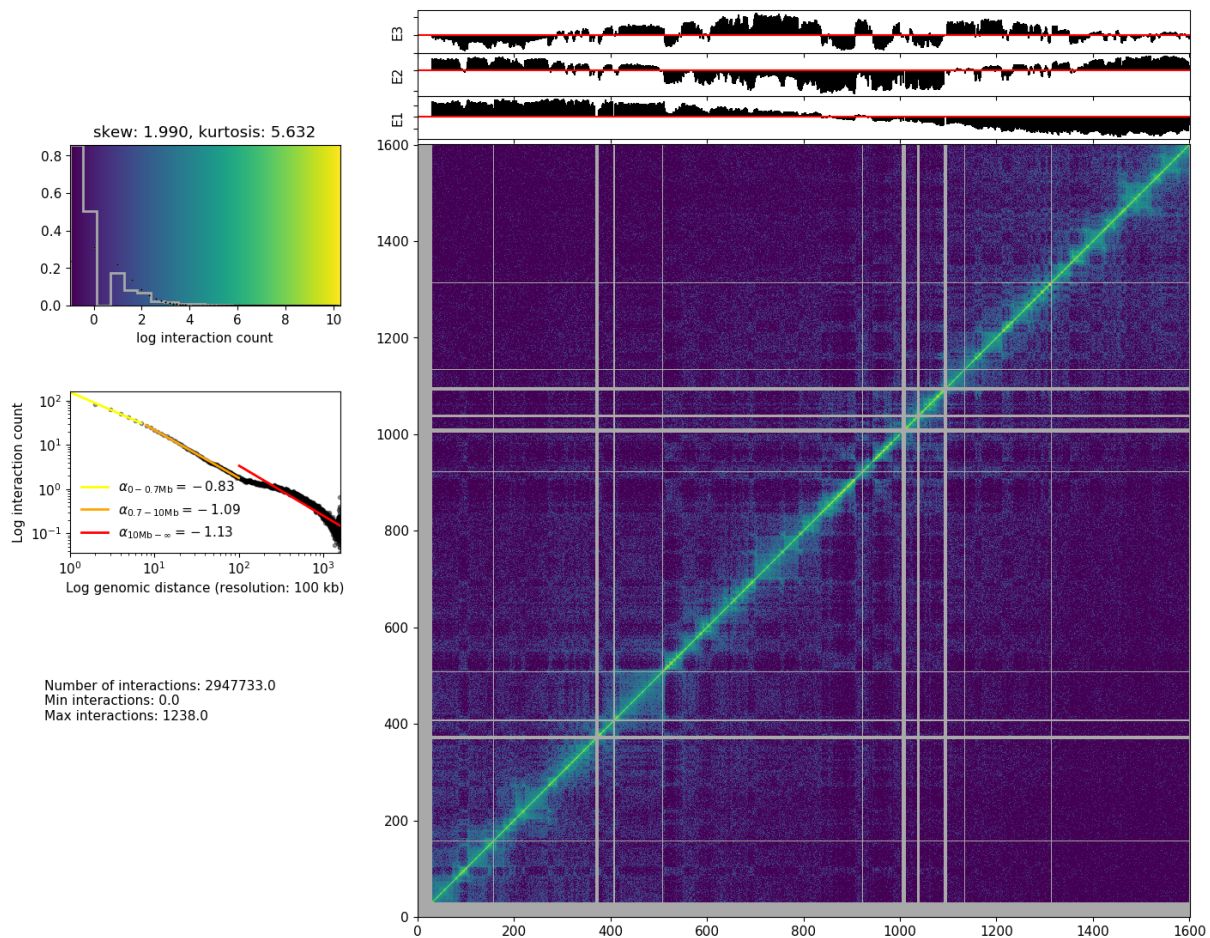 E3
E2
E1
skew: 1.990, kurtosis: 5.632
0.8
0.6
0.4
0.2
0.0
0 2 4 6 8 10
log interaction count
Log interaction count
10² 
10¹
10⁰
10⁻¹
α0−0.7Mb = −0.83
α0.7−10Mb = −1.09
α10Mb−∞ = −1.13
10⁰ 10¹ 10² 10³
Log genomic distance (resolution: 100 kb)
Number of interactions: 2947733.0
Min interactions: 0.0
Max interactions: 1238.0
1600
1400
1200
1000
800
600
400
200
0
0 200 400 600 800 1000 1200 1400 1600